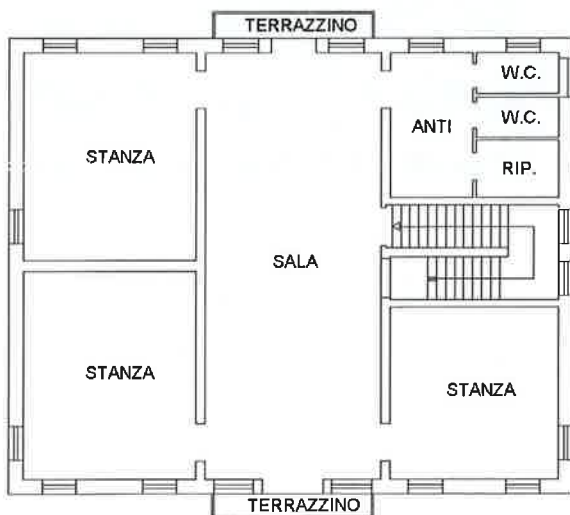 TERRAZZINO
W.C.
W.C.
ANTI
STANZA
RIP.
SALA
STANZA
STANZA
TERRAZZINO